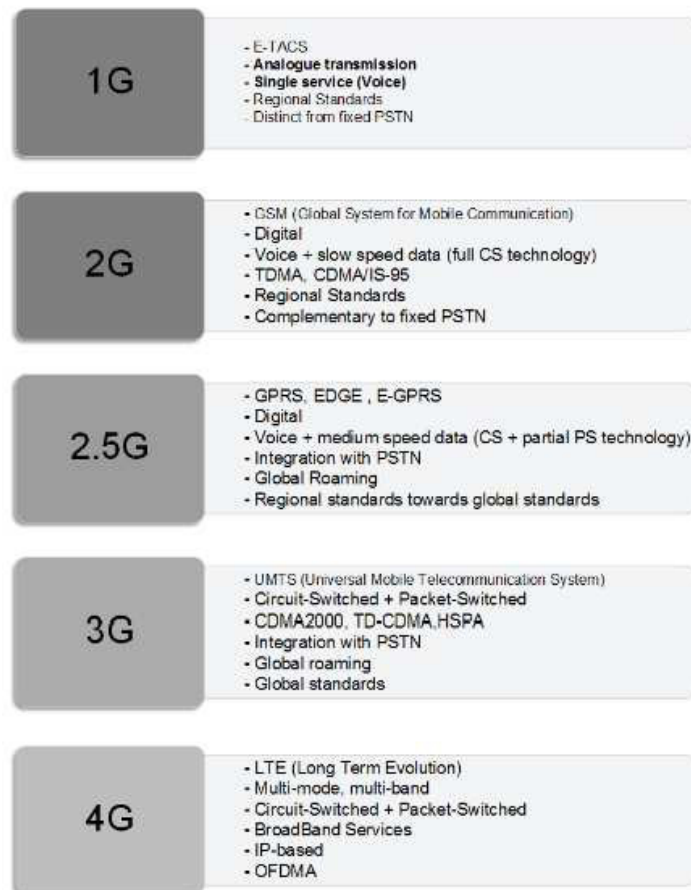 1G
- E-TACS
- Analogue transmission
- Single service (Voice)
- Regional Standards
- Distinct from fixed PSTN
2G
- GSM (Global System for Mobile Communication)
- Digital
- Voice + slow speed data (full CS technology)
- TDMA, CDMA/IS-95
- Regional Standards
- Complementary to fixed PSTN
2.5G
- GPRS, EDGE , E-GPRS
- Digital
- Voice + medium speed data (CS + partial PS technology)
- Integration with PSTN
- Global Roaming
- Regional standards towards global standards
3G
- UMTS (Universal Mobile Telecommunication System)
- Circuit-Switched + Packet-Switched
- CDMA2000, TD-CDMA,HSPA
- Integration with PSTN
- Global roaming
- Global standards
4G
- LTE (Long Term Evolution)
- Multi-mode, multi-band
- Circuit-Switched + Packet-Switched
- BroadBand Services
- IP-based
- OFDMA